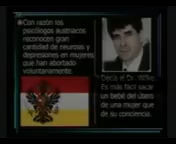 Con razón los
psicólogos austriacos
reconocen gran
cantidad de neurosis y
depresiones en mujeres
que han abortado
voluntariamente.
Decía el Dr. Willke:
Es más fácil sacar
un bebé del útero
de una mujer que
de su conciencia.